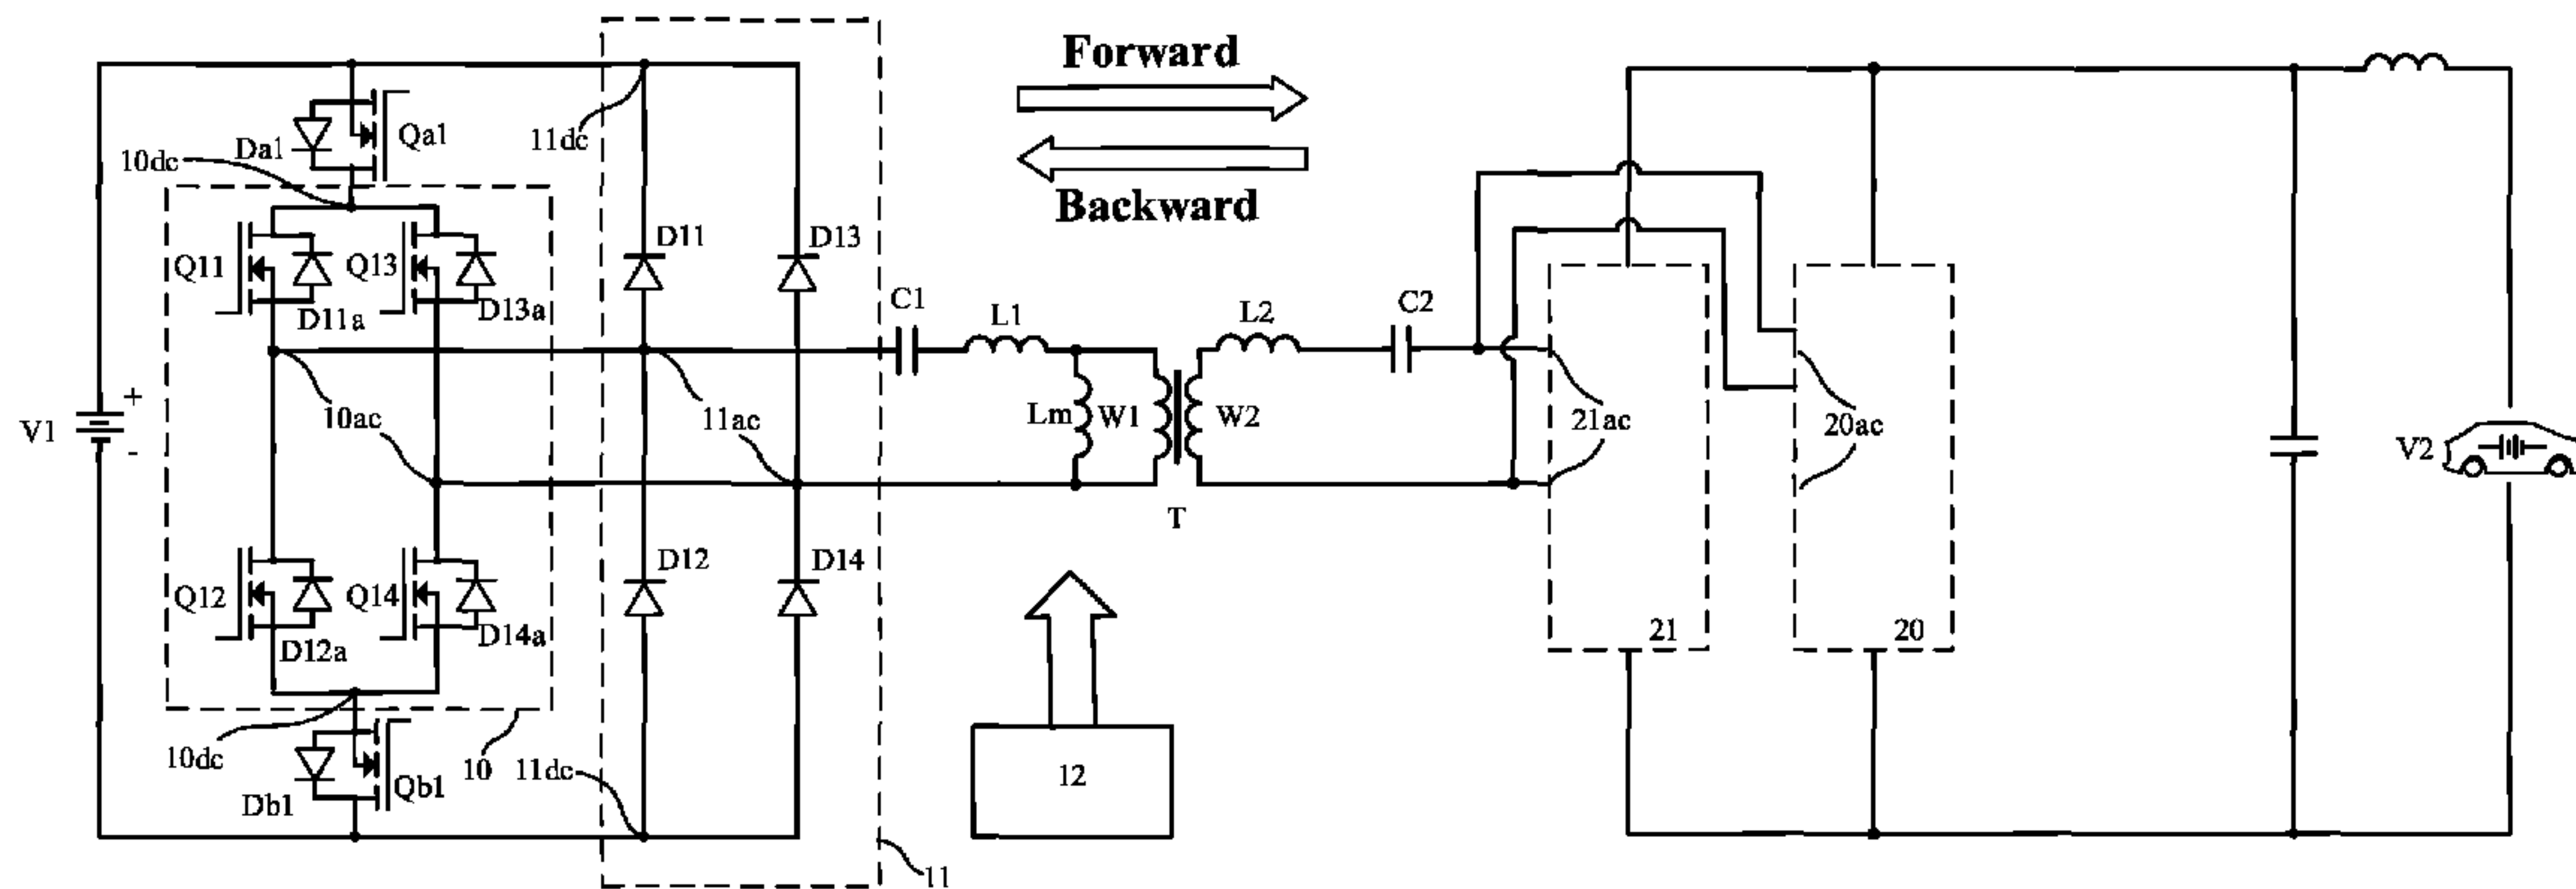 Forward
Backward
Qa1
Da1
10dc
11dc
Q11
D11a
Q13
D13a
D11
D13
C1
L1
L2
C2
V1
+
-
10ac
11ac
Lm
W1
W2
T
21ac
20ac
V2
Q12
D12a
Q14
D14a
D12
D14
21
20
10dc
Db1
Qb1
10
11dc
12
11